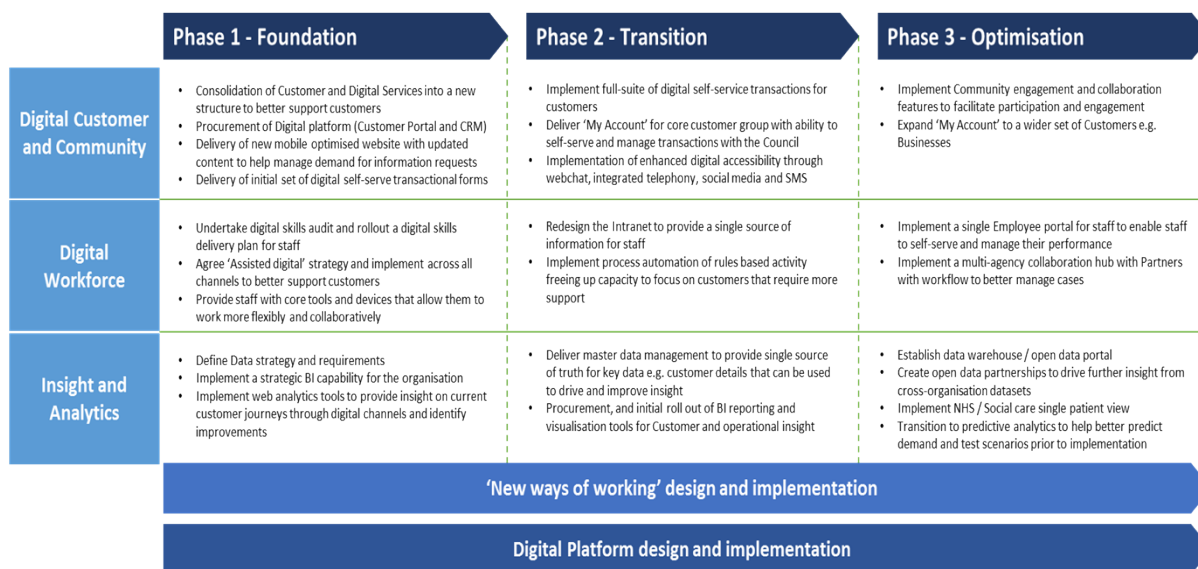 Phase 1 - Foundation
Phase 2 - Transition
Phase 3 - Optimisation
Digital Customer
and Community
• Consolidation of Customer and Digital Services into a new
structure to better support customers
• Procurement of Digital platform (Customer Portal and CRM)
• Delivery of new mobile optimised website with updated
content to help manage demand for information requests
• Delivery of initial set of digital self-serve transactional forms
• Implement full-suite of digital self-service transactions for
customers
• Deliver ‘My Account’ for core customer group with ability to
self-serve and manage transactions with the Council
• Implementation of enhanced digital accessibility through
webchat, integrated telephony, social media and SMS
• Implement Community engagement and collaboration
features to facilitate participation and engagement
• Expand ‘My Account’ to a wider set of Customers e.g.
Businesses
Digital
Workforce
• Undertake digital skills audit and rollout a digital skills
delivery plan for staff
• Agree ‘Assisted digital’ strategy and implement across all
channels to better support customers
• Provide staff with core tools and devices that allow them to
work more flexibly and collaboratively
• Redesign the Intranet to provide a single source of
information for staff
• Implement process automation of rules based activity
freeing up capacity to focus on customers that require more
support
• Implement a single Employee portal for staff to enable staff
to self-serve and manage their performance
• Implement a multi-agency collaboration hub with Partners
with workflow to better manage cases
Insight and
Analytics
• Define Data strategy and requirements
• Implement a strategic BI capability for the organisation
• Implement web analytics tools to provide insight on current
customer journeys through digital channels and identify
improvements
• Deliver master data management to provide single source
of truth for key data e.g. customer details that can be used
to drive and improve insight
• Procurement, and initial roll out of BI reporting and
visualisation tools for Customer and operational insight
• Establish data warehouse / open data portal
• Create open data partnerships to drive further insight from
cross-organisation datasets
• Implement NHS / Social care single patient view
• Transition to predictive analytics to help better predict
demand and test scenarios prior to implementation
‘New ways of working’ design and implementation
Digital Platform design and implementation